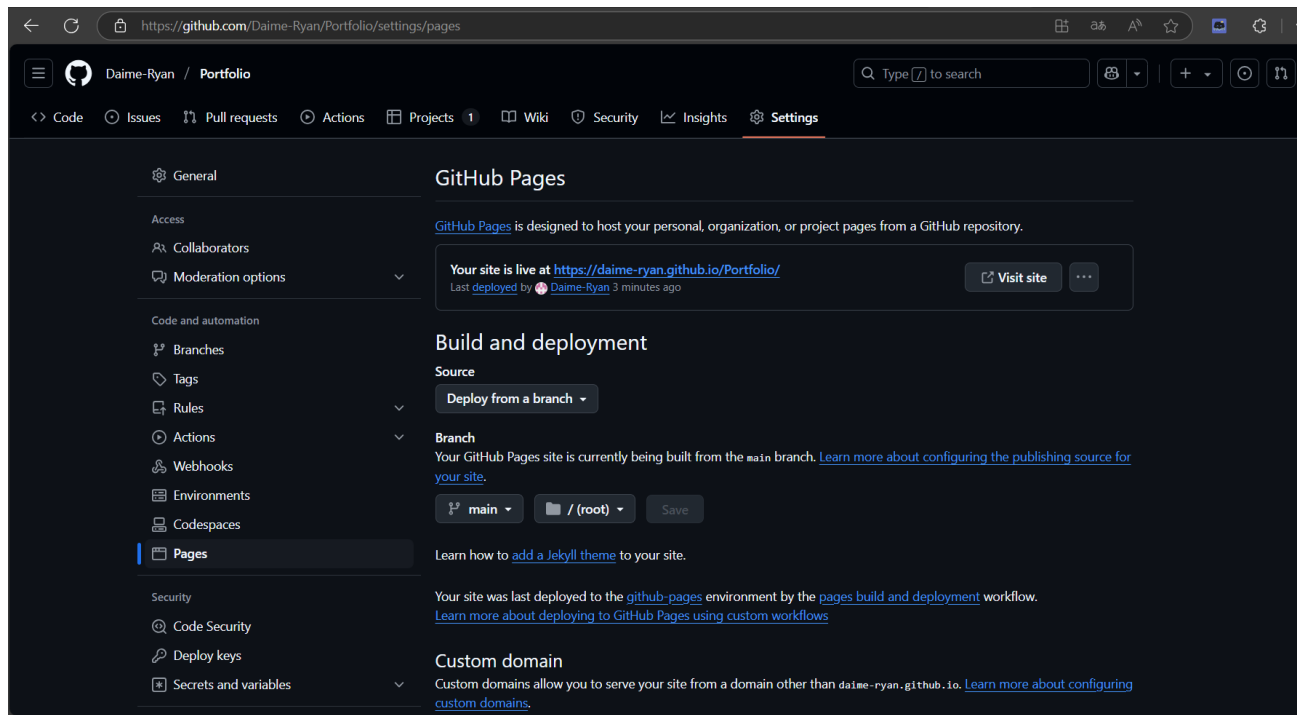 https://github.com/Daime-Ryan/Portfolio/settings/pages
Daime-Ryan / Portfolio
Type / to search
<> Code
Issues
Pull requests
Actions
Projects 1
Wiki
Security
Insights
Settings
General
Access
Collaborators
Moderation options
Code and automation
Branches
Tags
Rules
Actions
Webhooks
Environments
Codespaces
Pages
Security
Code Security
Deploy keys
Secrets and variables
GitHub Pages
GitHub Pages is designed to host your personal, organization, or project pages from a GitHub repository.
Your site is live at https://daime-ryan.github.io/Portfolio/
Last deployed by Daime-Ryan 3 minutes ago
Visit site
Build and deployment
Source
Deploy from a branch
Branch
Your GitHub Pages site is currently being built from the main branch. Learn more about configuring the publishing source for
your site.
main
/ (root)
Save
Learn how to add a Jekyll theme to your site.
Your site was last deployed to the github-pages environment by the pages build and deployment workflow.
Learn more about deploying to GitHub Pages using custom workflows
Custom domain
Custom domains allow you to serve your site from a domain other than daime-ryan.github.io. Learn more about configuring
custom domains.